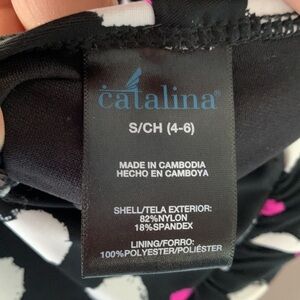 catalina®
S/CH (4-6)
MADE IN CAMBODIA
HECHO EN CAMBOYA
SHELL/TELA EXTERIOR:
82%NYLON
18%SPANDEX
LINING/FORRO:
100%POLYESTER/POLIÉSTER